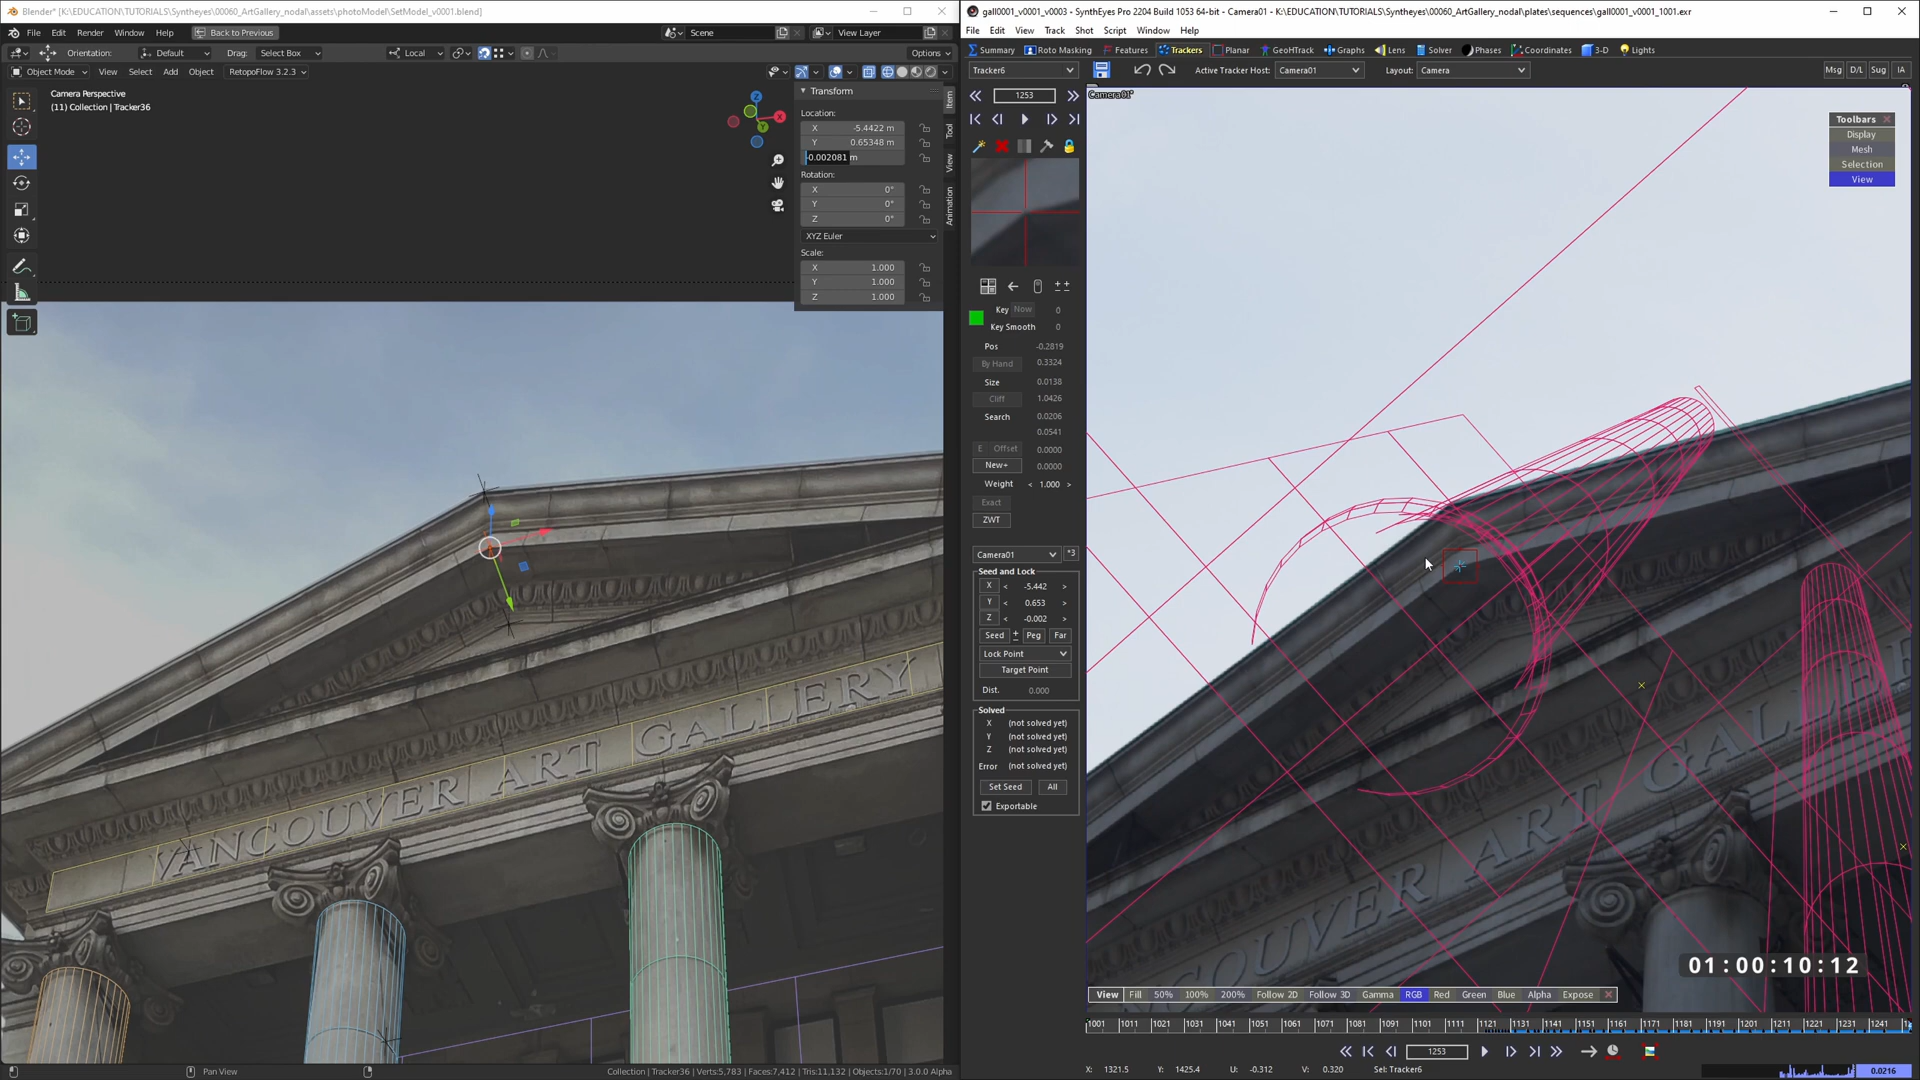 Blender* [K:\EDUCATION\TUTORIALS\Syntheyes\00060_ArtGallery_nodal\assets\photoModel\SetModel_v0001.blend]
File Edit Render Window Help Back to Previous Scene View Layer
Orientation: Default Drag: Select Box Local Options
Object Mode View Select Add Object RetopoFlow 3.2.3
Camera Perspective
(11) Collection | Tracker36
Z
X
Y
Transform
Location:
X -5.4422 m
Y 0.65348 m
-0.002081 m
Rotation:
X 0°
Y 0°
Z 0°
XYZ Euler
Scale:
X 1.000
Y 1.000
Z 1.000
Item
Tool
View
Animation
VANCOUVER ART GALLERY
Pan View
Collection | Tracker36 | Verts:5,783 | Faces:7,412 | Tris:11,132 | Objects:1/70 | 3.0.0 Alpha
gall0001_v0001_v0003 - SynthEyes Pro 2204 Build 1053 64-bit - Camera01 - K:\EDUCATION\TUTORIALS\Syntheyes\00060_ArtGallery_nodal\plates\sequences\gall0001_v0001_1001.exr
File Edit View Track Shot Script Window Help
Summary Roto Masking Features Trackers Planar GeoHTrack Graphs Lens Solver Phases Coordinates 3-D Lights
Tracker6 Active Tracker Host: Camera01 Layout: Camera Msg D/L Sug IA
1253
Key Now 0
Key Smooth 0
Pos -0.2819
By Hand 0.3324
Size 0.0138
Cliff 1.0426
Search 0.0206
0.0541
E Offset 0.0000
New+ 0.0000
Weight < 1.000 >
Exact
ZWT
Camera01 *3
Seed and Lock
X < -5.442 >
Y < 0.653 >
Z < -0.002 >
Seed ± Peg Far
Lock Point
Target Point
Dist. 0.000
Solved
X (not solved yet)
Y (not solved yet)
Z (not solved yet)
Error (not solved yet)
Set Seed All
Exportable
Camera01*
Toolbars
Display
Mesh
Selection
View
COUVER ART GALLER
01:00:10:12
View Fill 50% 100% 200% Follow 2D Follow 3D Gamma RGB Red Green Blue Alpha Expose
1001 1011 1021 1031 1041 1051 1061 1071 1081 1091 1101 1111 1121 1131 1141 1151 1161 1171 1181 1191 1201 1211 1221 1231 1241
1253
X: 1321.5 Y: 1425.4 U: -0.312 V: 0.320 Sel: Tracker6
0.0216